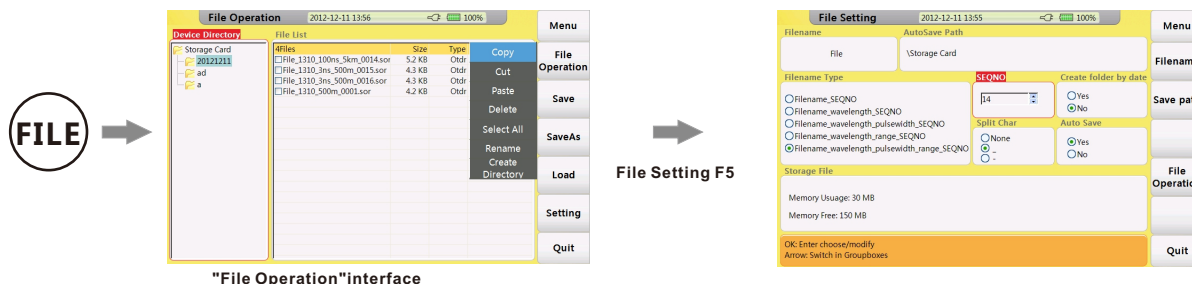 FILE
File Operation 2012-12-11 13:56 100%
Device Directory
Storage Card
20121211
ad
a
File List
4Files Size Type
File_1310_100ns_5km_0014.sor 5.2 KB Otdr
File_1310_3ns_500m_0015.sor 4.3 KB Otdr
File_1310_3ns_500m_0016.sor 4.3 KB Otdr
File_1310_500m_0001.sor 4.2 KB Otdr
Copy
Cut
Paste
Delete
Select All
Rename
Create
Directory
Menu
File
Operation
Save
SaveAs
Load
Setting
Quit
"File Operation"interface
File Setting F5
File Setting 2012-12-11 13:55 100%
Filename
File
AutoSave Path
\Storage Card
Filename Type
Filename_SEQNO
Filename_wavelength_SEQNO
Filename_wavelength_pulsewidth_SEQNO
Filename_wavelength_range_SEQNO
Filename_wavelength_pulsewidth_range_SEQNO
SEQNO
14
Create folder by date
Yes
No
Split Char
None
_
-
Auto Save
Yes
No
Storage File
Memory Usuage: 30 MB
Memory Free: 150 MB
OK: Enter choose/modify
Arrow: Switch in Groupboxes
Menu
Filenam
Save pat
File
Operatio
Quit